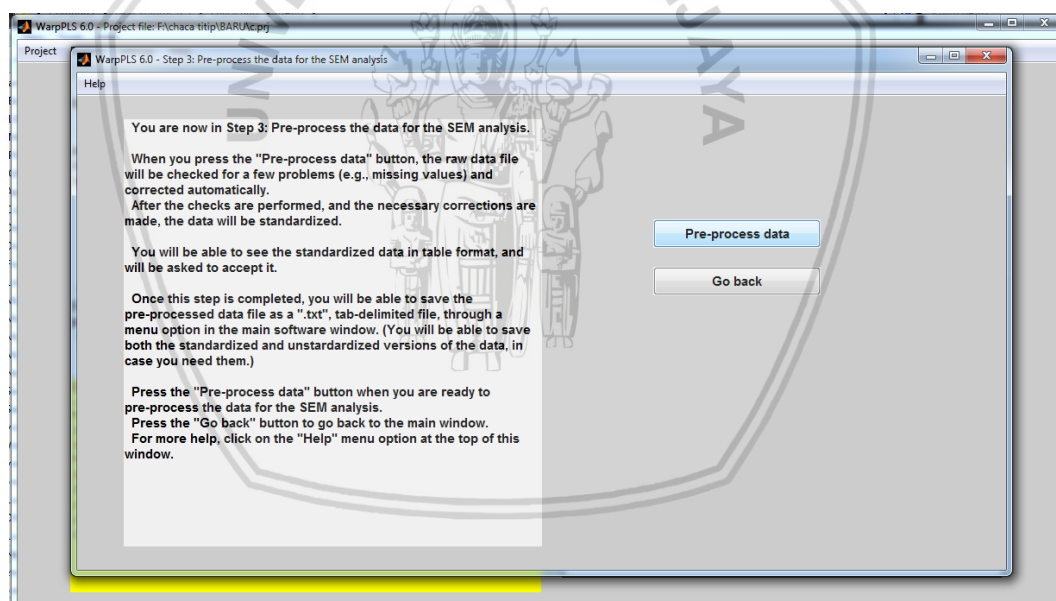 WarpPLS 6.0 - Project file: F:\chaca titip\BARU\c.prj
Project
WarpPLS 6.0 - Step 3: Pre-process the data for the SEM analysis
Help
You are now in Step 3: Pre-process the data for the SEM analysis.
When you press the "Pre-process data" button, the raw data file
will be checked for a few problems (e.g., missing values) and
corrected automatically.
After the checks are performed, and the necessary corrections are
made, the data will be standardized.
You will be able to see the standardized data in table format, and
will be asked to accept it.
Once this step is completed, you will be able to save the
pre-processed data file as a ".txt", tab-delimited file, through a
menu option in the main software window. (You will be able to save
both the standardized and unstardardized versions of the data, in
case you need them.)
Press the "Pre-process data" button when you are ready to
pre-process the data for the SEM analysis.
Press the "Go back" button to go back to the main window.
For more help, click on the "Help" menu option at the top of this
window.
Pre-process data
Go back
UNI
JAYA